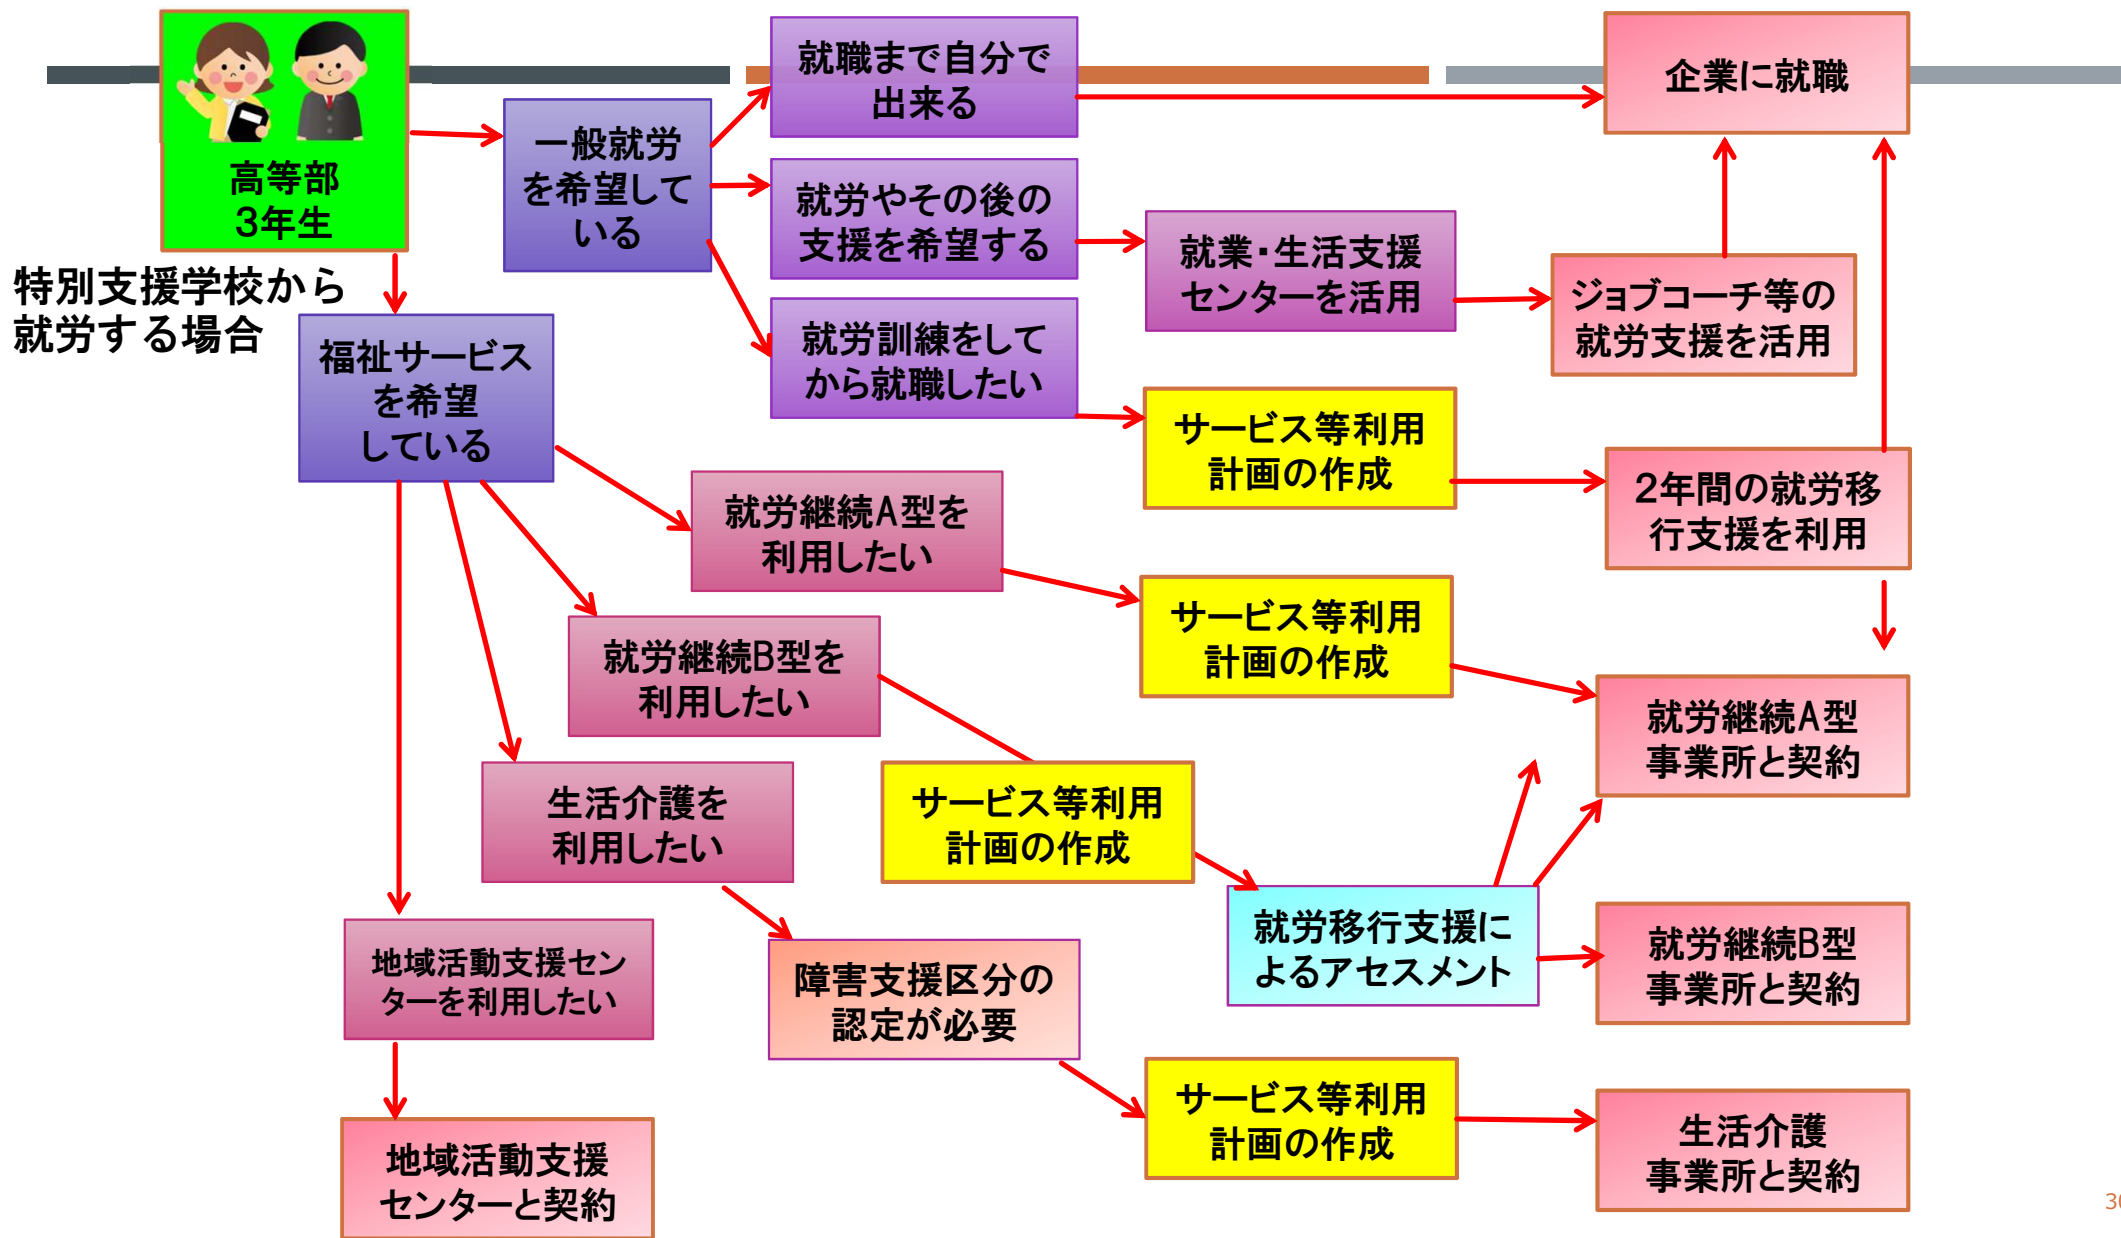 高等部
3年生
特別支援学校から
就労する場合
一般就労
を希望して
いる
福祉サービス
を希望
している
就職まで自分で
出来る
就労やその後の
支援を希望する
就労訓練をして
から就職したい
就業・生活支援
センターを活用
ジョブコーチ等の
就労支援を活用
企業に就職
サービス等利用
計画の作成
2年間の就労移
行支援を利用
就労継続A型を
利用したい
サービス等利用
計画の作成
就労継続A型
事業所と契約
就労継続B型を
利用したい
サービス等利用
計画の作成
就労移行支援に
よるアセスメント
就労継続B型
事業所と契約
生活介護を
利用したい
障害支援区分の
認定が必要
サービス等利用
計画の作成
生活介護
事業所と契約
地域活動支援セン
ターを利用したい
地域活動支援
センターと契約